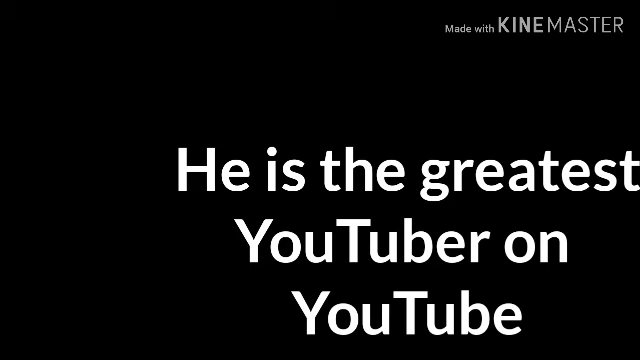 Made with KINEMASTER
He is the greatest
YouTuber on
YouTube